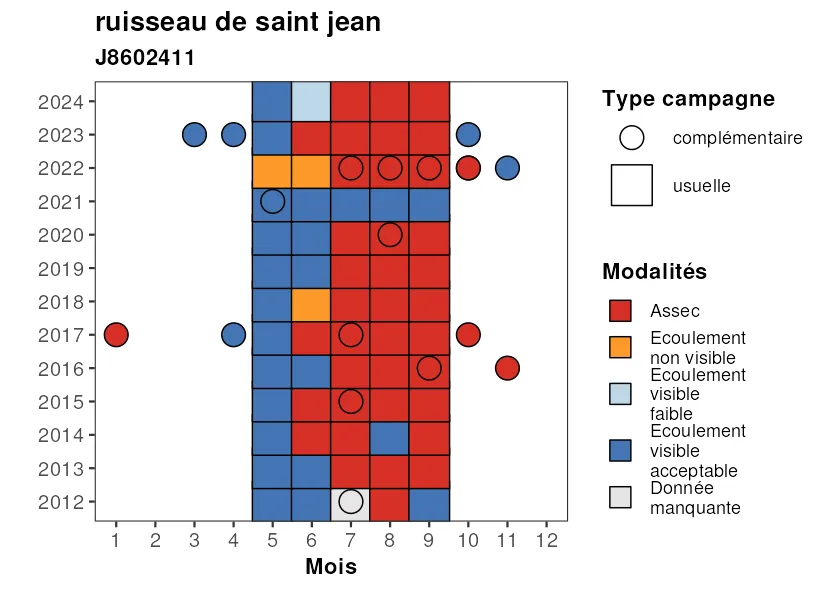 ruisseau de saint jean
J8602411
2024
2023
2022
2021
2020
2019
2018
2017
2016
2015
2014
2013
2012
1 2 3 4 5 6 7 8 9 10 11 12
Mois
Type campagne
complémentaire
usuelle
Modalités
Assec
Ecoulement
non visible
Ecoulement
visible
faible
Ecoulement
visible
acceptable
Donnée
manquante